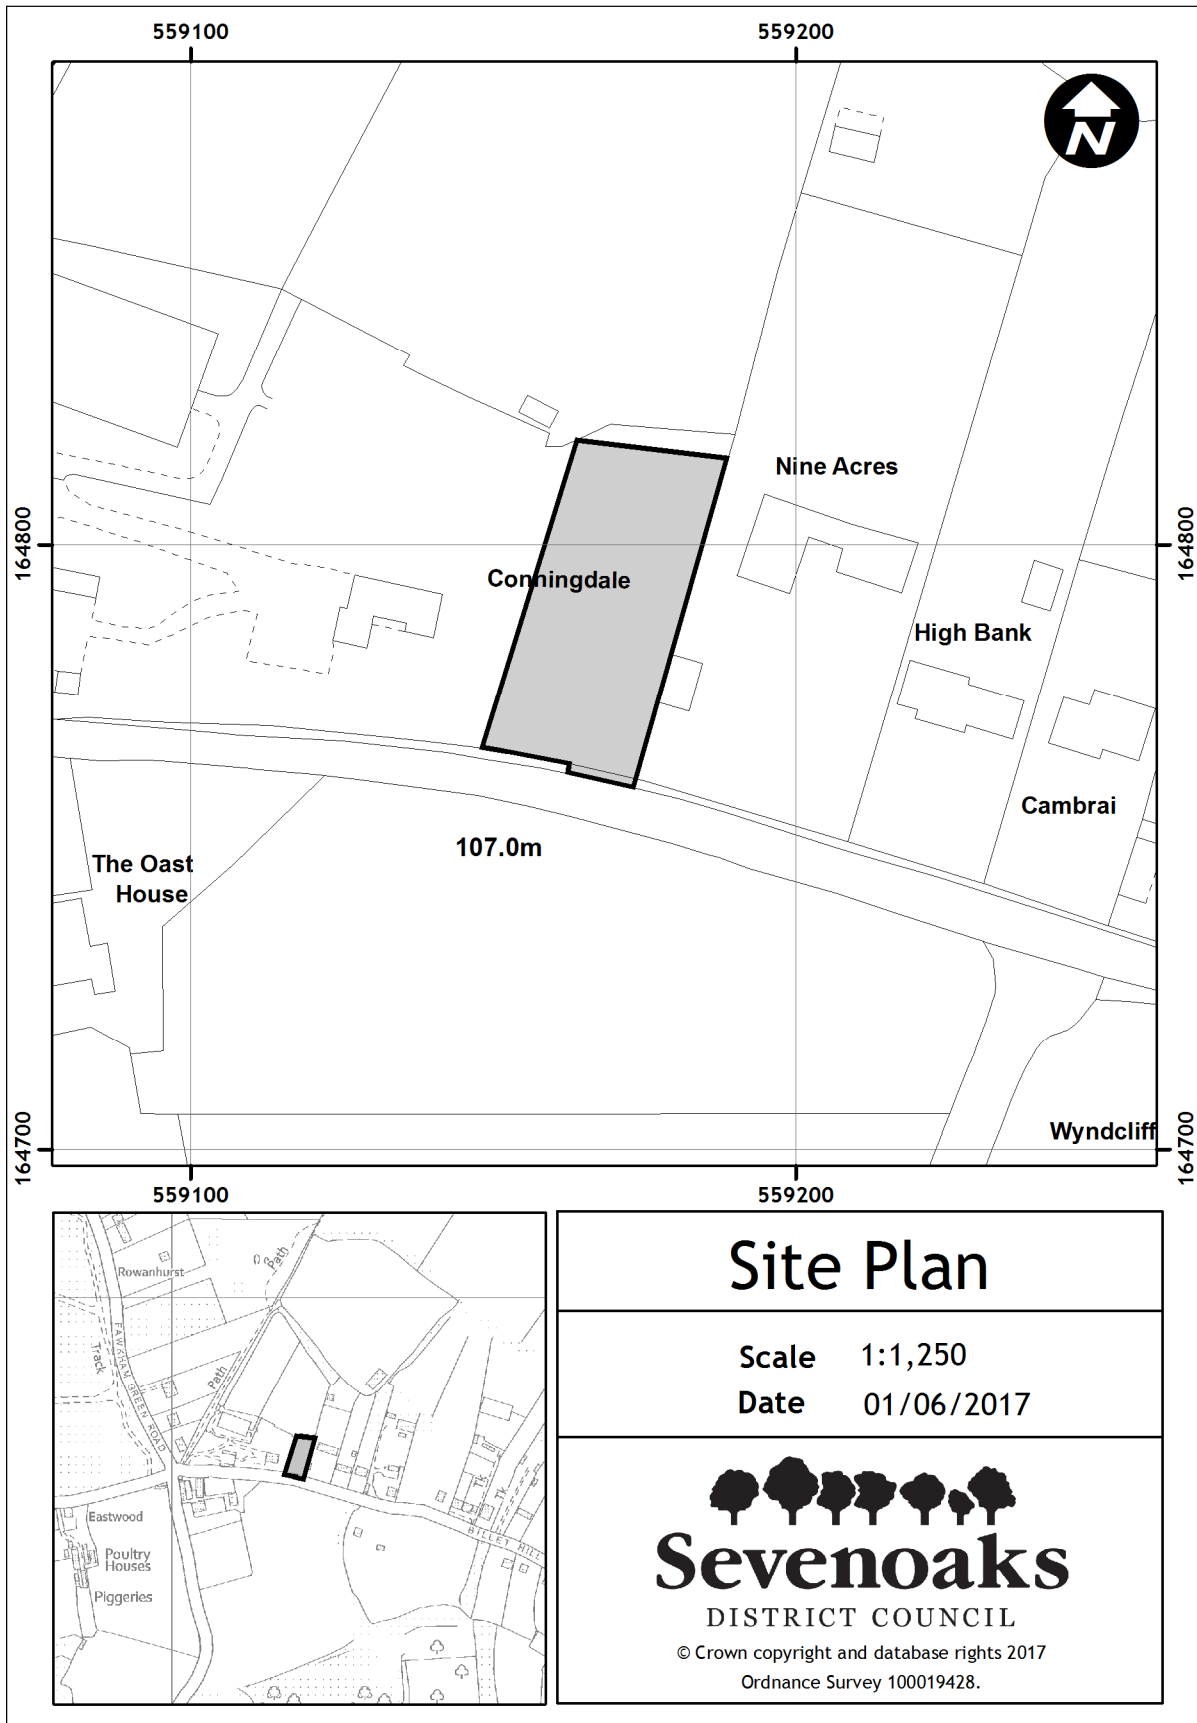 559100 559200
N
Nine Acres
164800 164800
Conningdale
High Bank
Cambrai
107.0m
The Oast
House
164700 164700
Wyndcliff
559100 559200
Path
Rowanhurst
FAWKHAM GREEN ROAD
Track
Path
TK
TK
Eastwood
BILLET HILL
Poultry
Houses
Piggeries
Site Plan
Scale 1:1,250
Date 01/06/2017
Sevenoaks
DISTRICT COUNCIL
© Crown copyright and database rights 2017
Ordnance Survey 100019428.